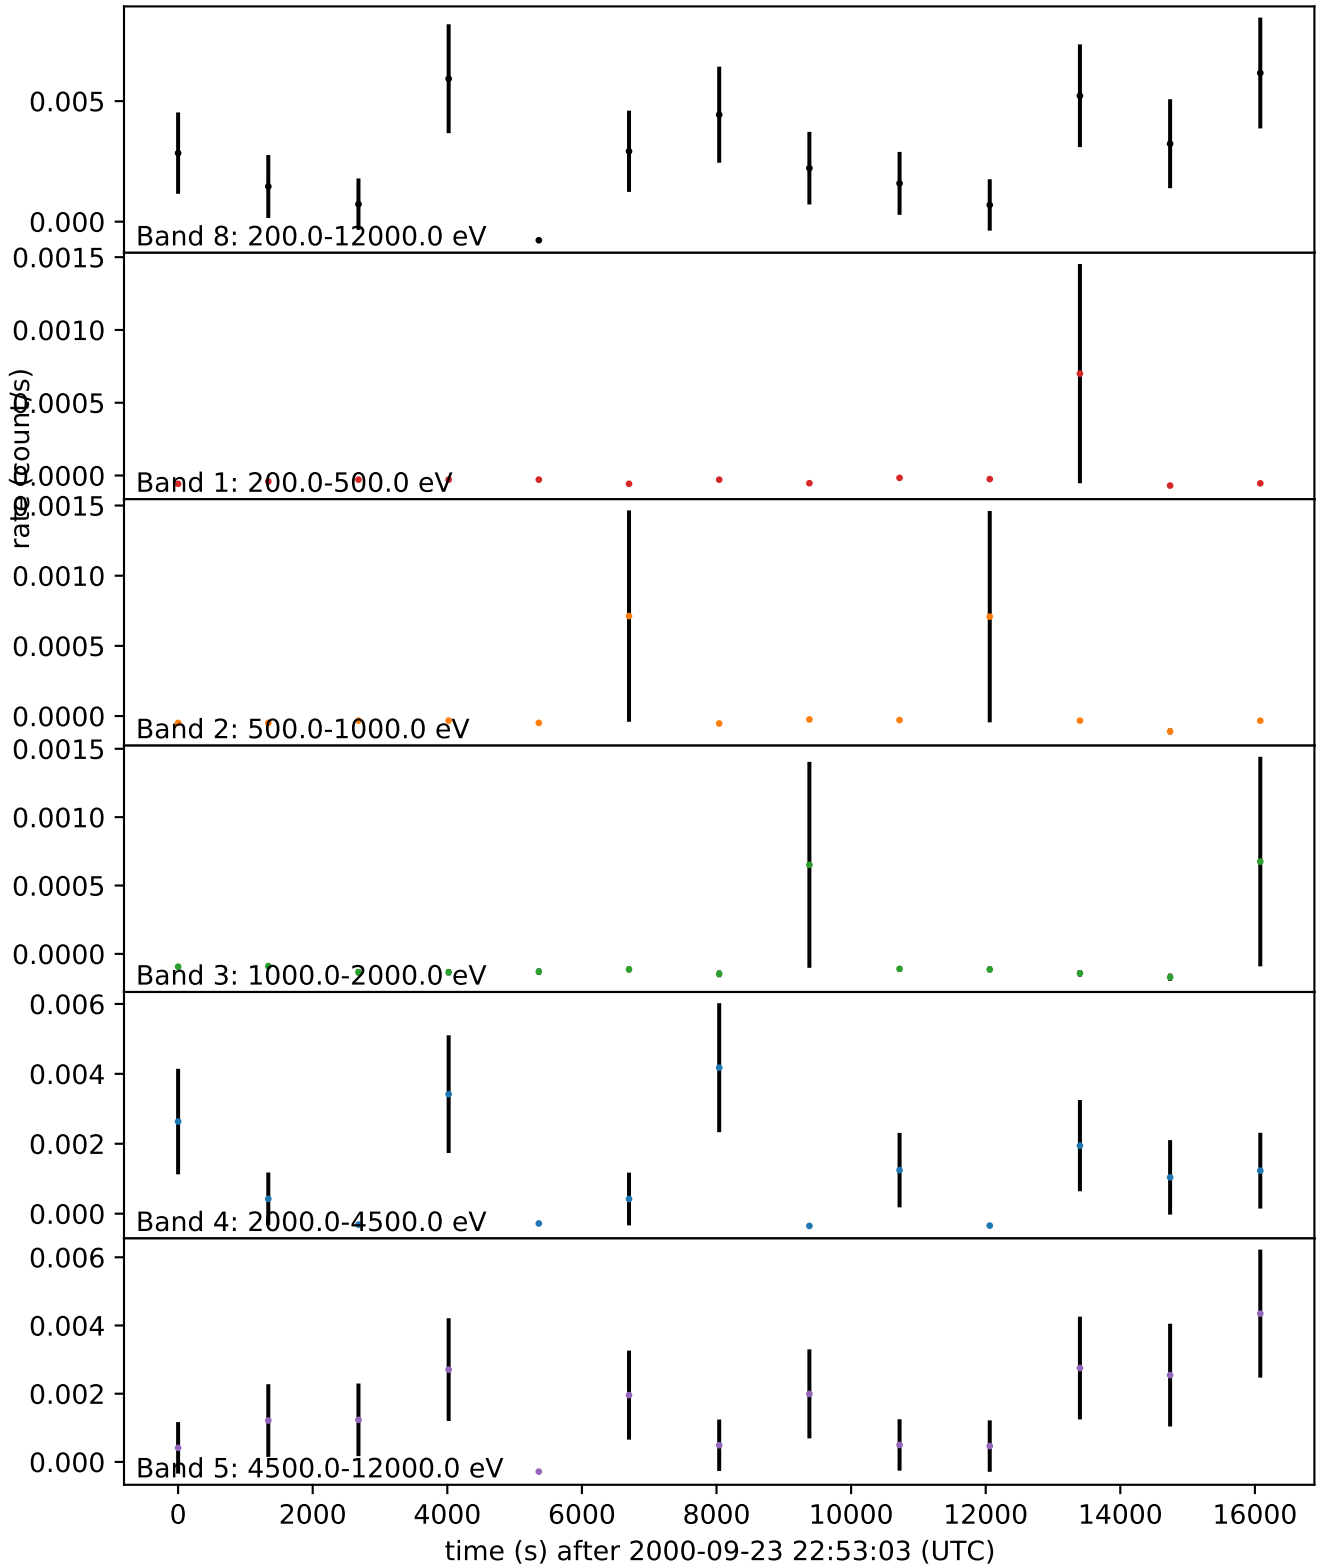 0.005
0.000
Band 8: 200.0-12000.0 eV
0.0015
0.0010
0.0005
0.0000
Band 1: 200.0-500.0 eV
rate (count/s)
0.0015
0.0010
0.0005
0.0000
Band 2: 500.0-1000.0 eV
0.0015
0.0010
0.0005
0.0000
Band 3: 1000.0-2000.0 eV
0.006
0.004
0.002
0.000
Band 4: 2000.0-4500.0 eV
0.006
0.004
0.002
0.000
Band 5: 4500.0-12000.0 eV
0 2000 4000 6000 8000 10000 12000 14000 16000
time (s) after 2000-09-23 22:53:03 (UTC)